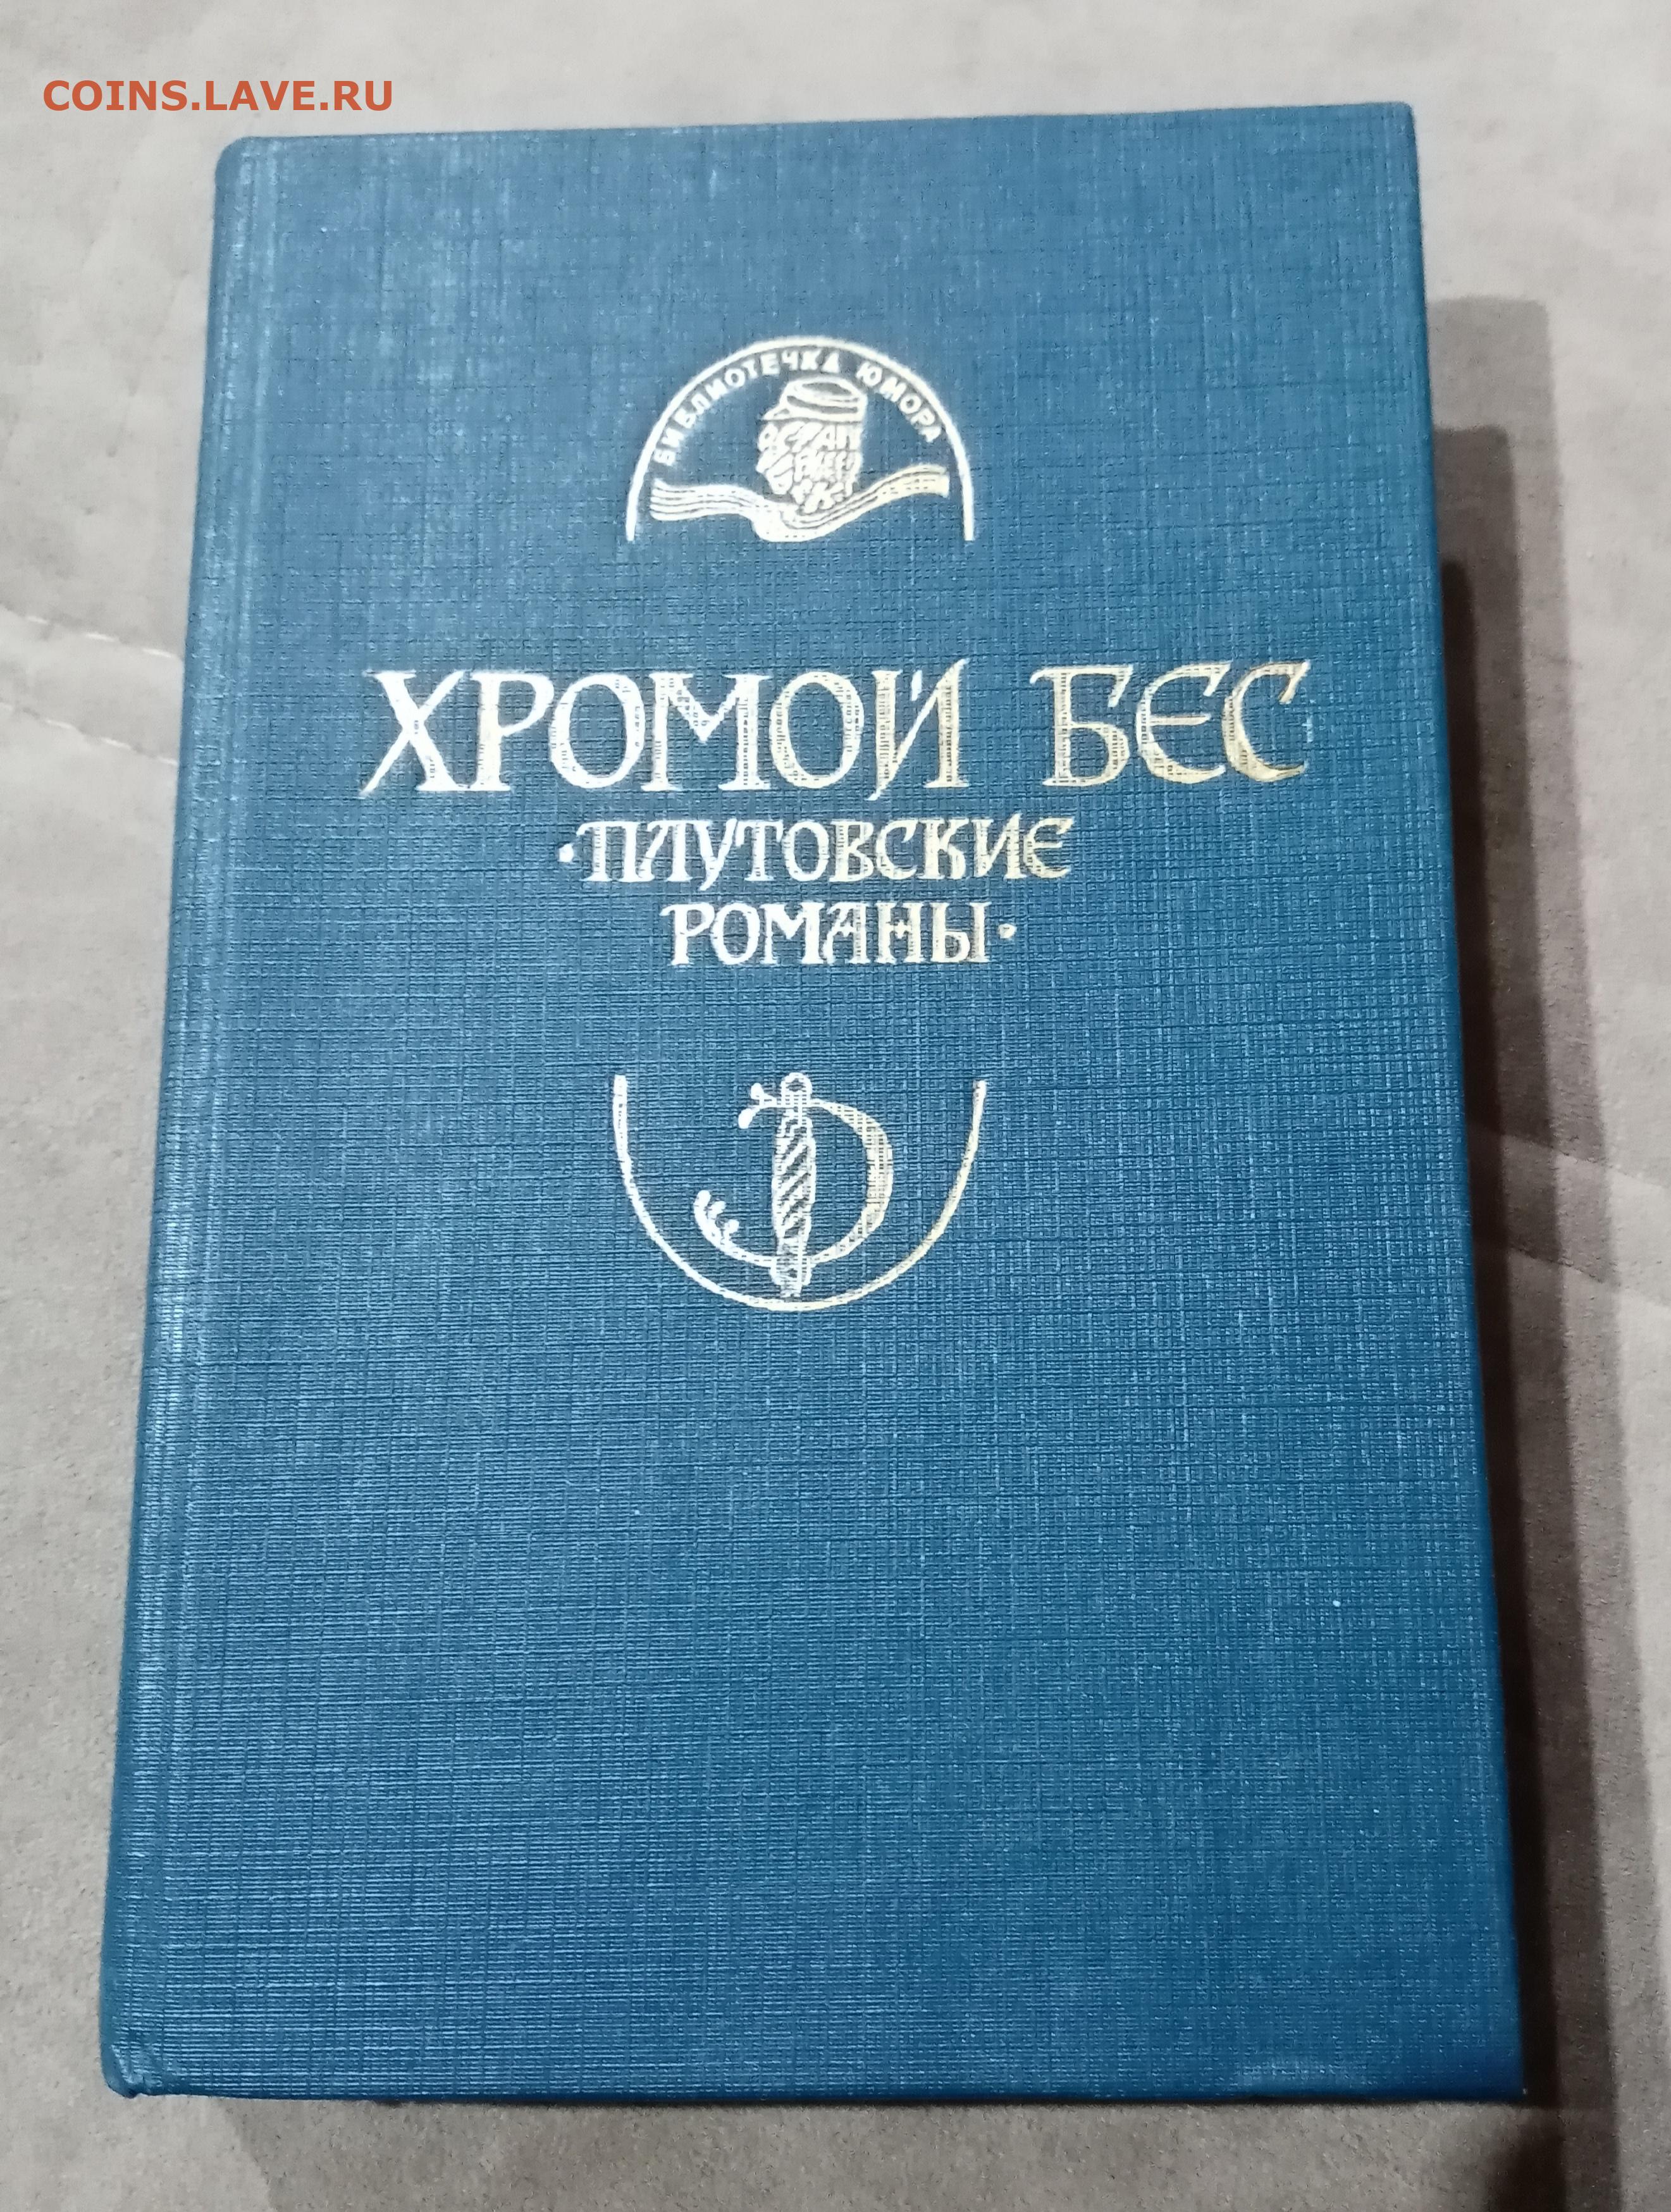 COINS.LAVE.RU
БИБЛИОТЕЧКА ЮМОРА
ХРОМОЙ БЕС
·ПЛУТОВСКИЕ
РОМАНЫ·